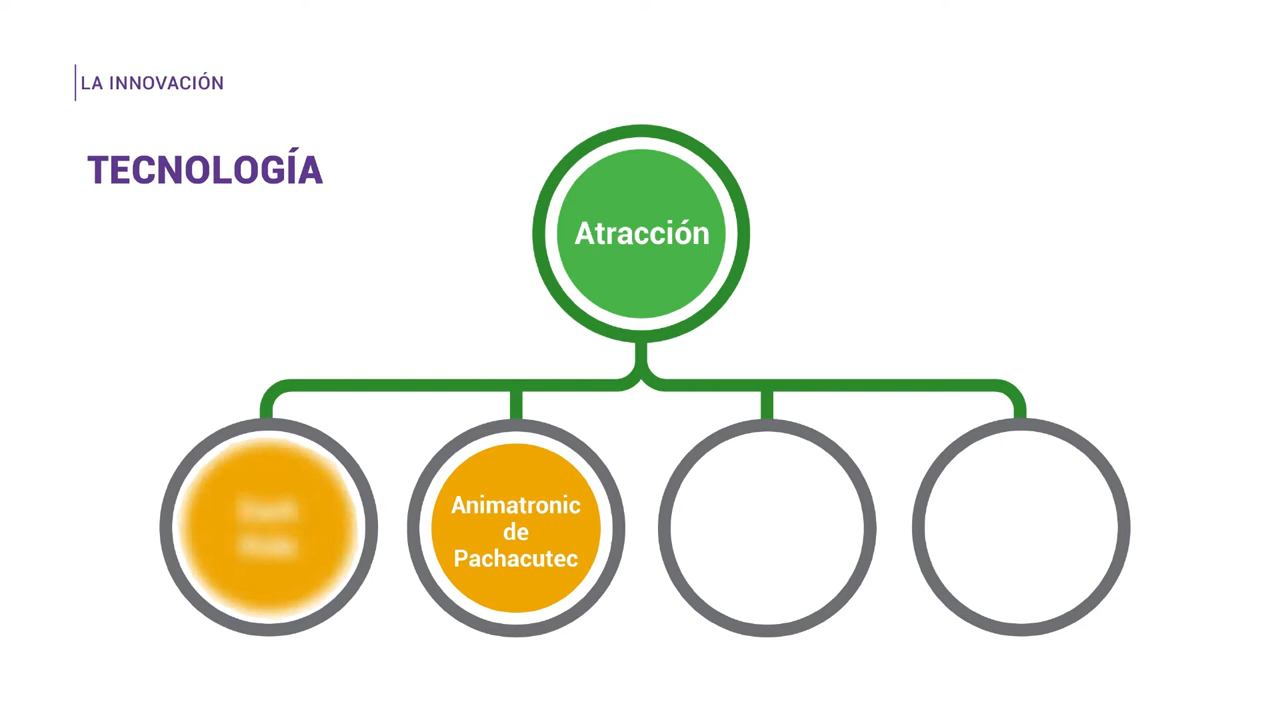 LA INNOVACIÓN
TECNOLOGÍA
Atracción
Animatronic
de
Pachacutec